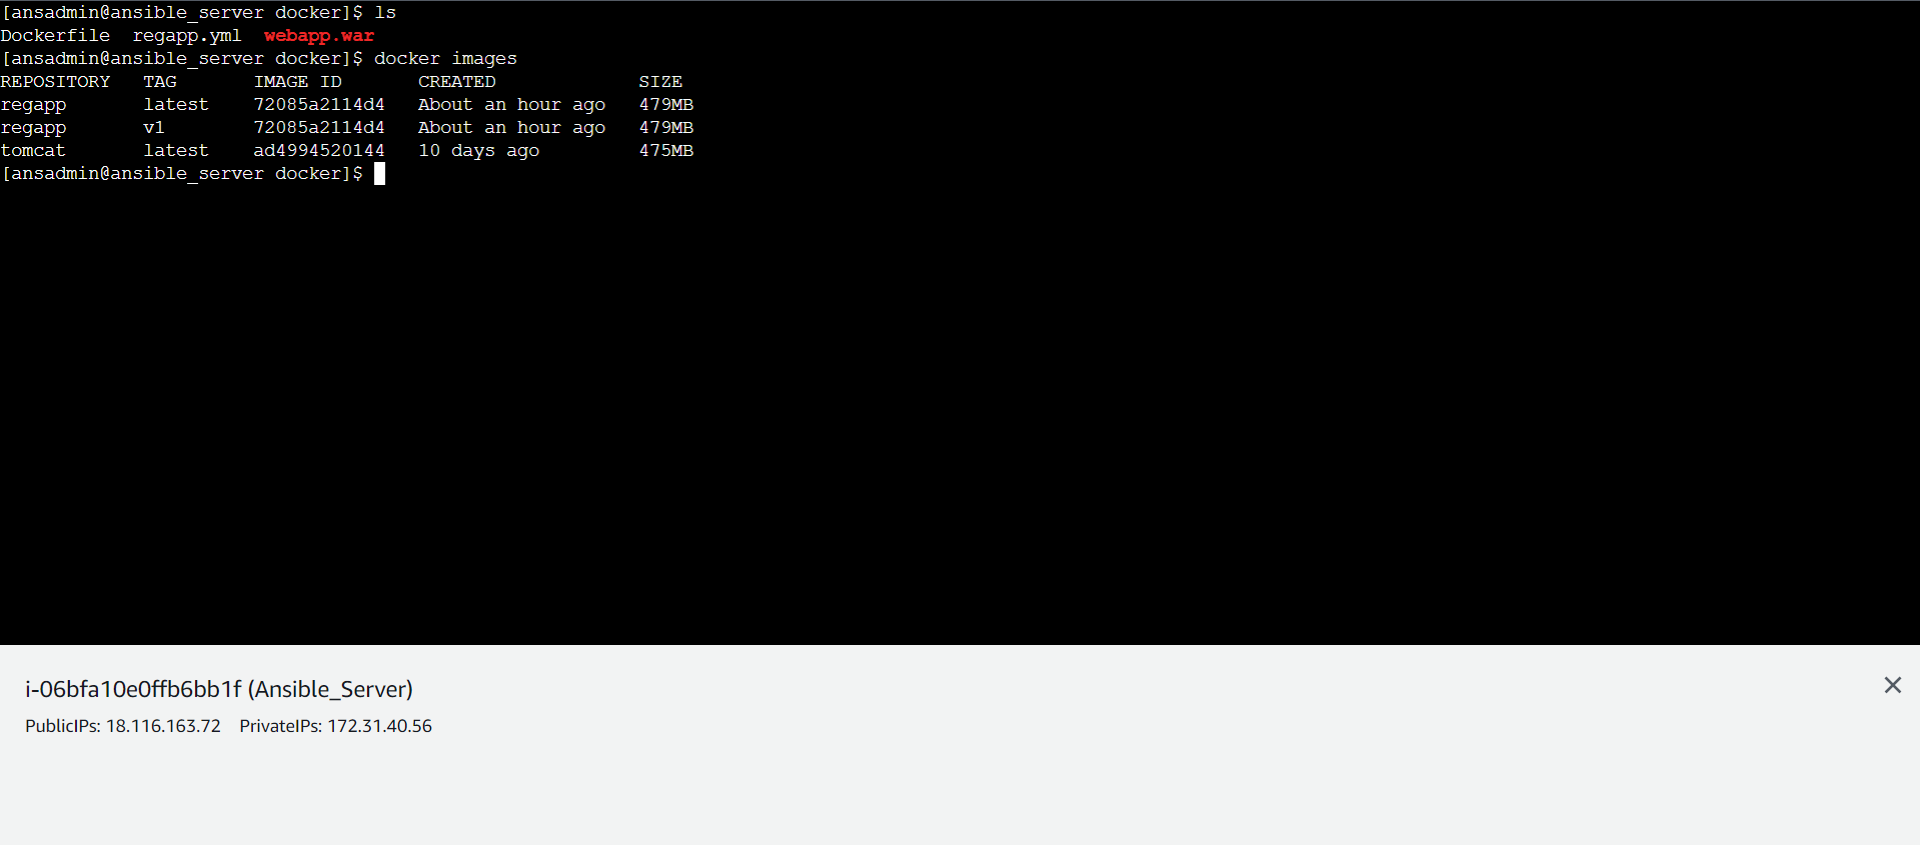 [ansadmin@ansible_server docker]$ ls
Dockerfile  regapp.yml  webapp.war
[ansadmin@ansible_server docker]$ docker images
REPOSITORY   TAG       IMAGE ID       CREATED             SIZE
regapp       latest    72085a2114d4   About an hour ago   479MB
regapp       v1        72085a2114d4   About an hour ago   479MB
tomcat       latest    ad4994520144   10 days ago         475MB
[ansadmin@ansible_server docker]$
i-06bfa10e0ffb6bb1f (Ansible_Server)
PublicIPs: 18.116.163.72    PrivateIPs: 172.31.40.56